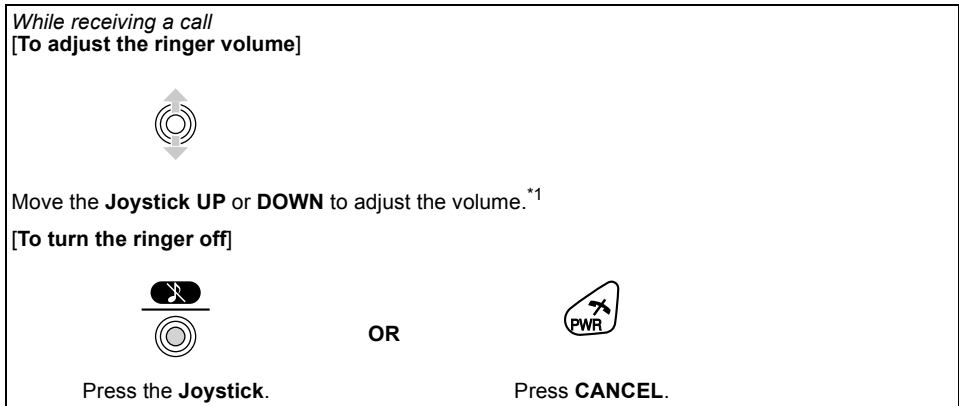 While receiving a call
[To adjust the ringer volume]
Move the Joystick UP or DOWN to adjust the volume.*1
[To turn the ringer off]
OR
PWR
Press the Joystick.
Press CANCEL.